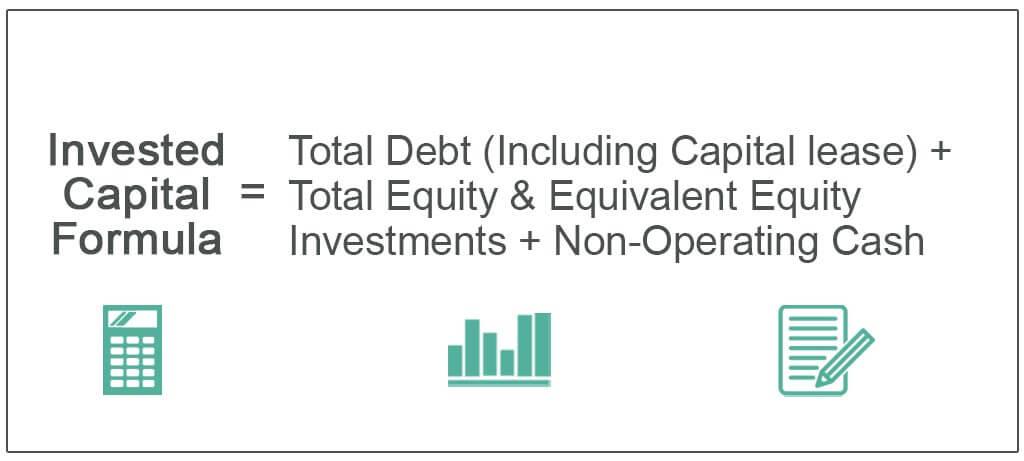 Invested
Capital
Formula
=
Total Debt (Including Capital lease) +
Total Equity & Equivalent Equity
Investments + Non-Operating Cash